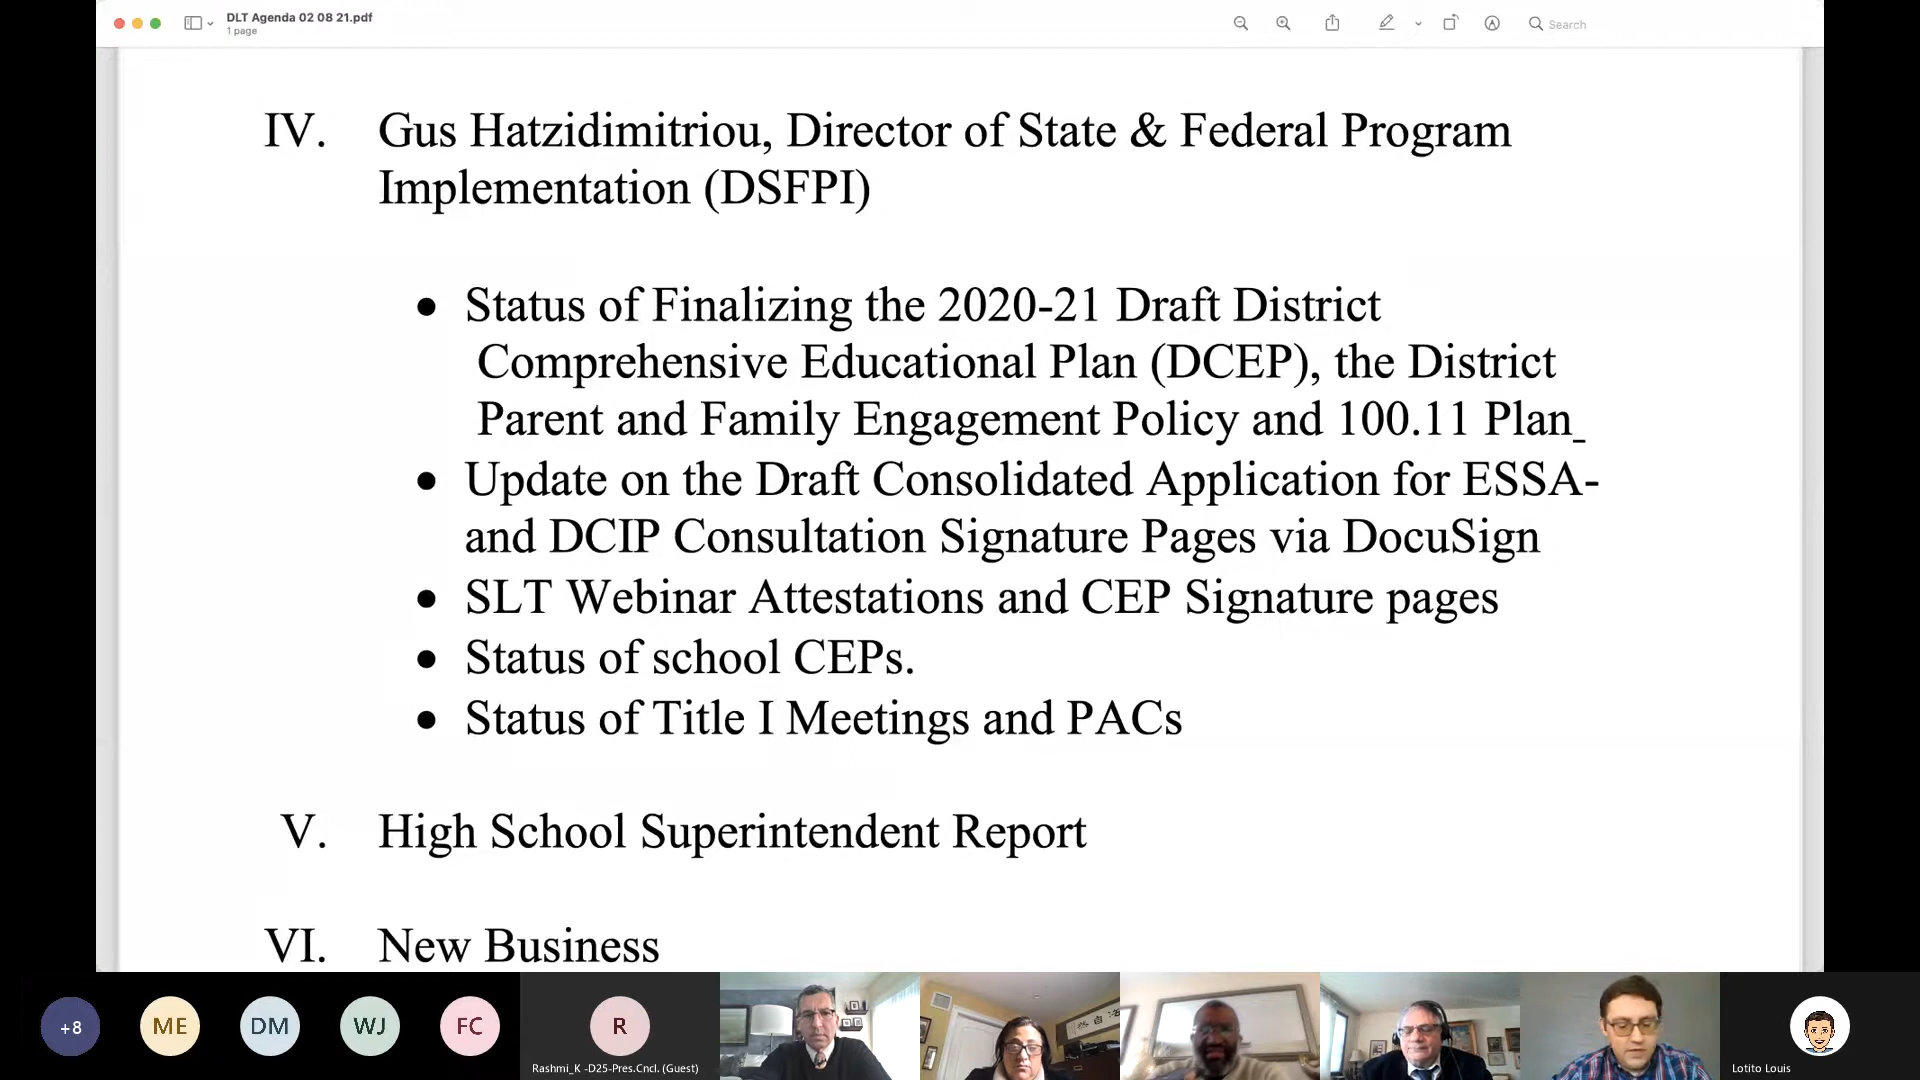 DLT Agenda 02 08 21.pdf
1 page
Search
IV. Gus Hatzidimitriou, Director of State & Federal Program
Implementation (DSFPI)
• Status of Finalizing the 2020-21 Draft District
Comprehensive Educational Plan (DCEP), the District
Parent and Family Engagement Policy and 100.11 Plan_
• Update on the Draft Consolidated Application for ESSA-
and DCIP Consultation Signature Pages via DocuSign
• SLT Webinar Attestations and CEP Signature pages
• Status of school CEPs.
• Status of Title I Meetings and PACs
V. High School Superintendent Report
VI. New Business
+8
ME
DM
WJ
FC
R
Rashmi_K -D25-Pres.Cncl. (Guest)
Lotito Louis